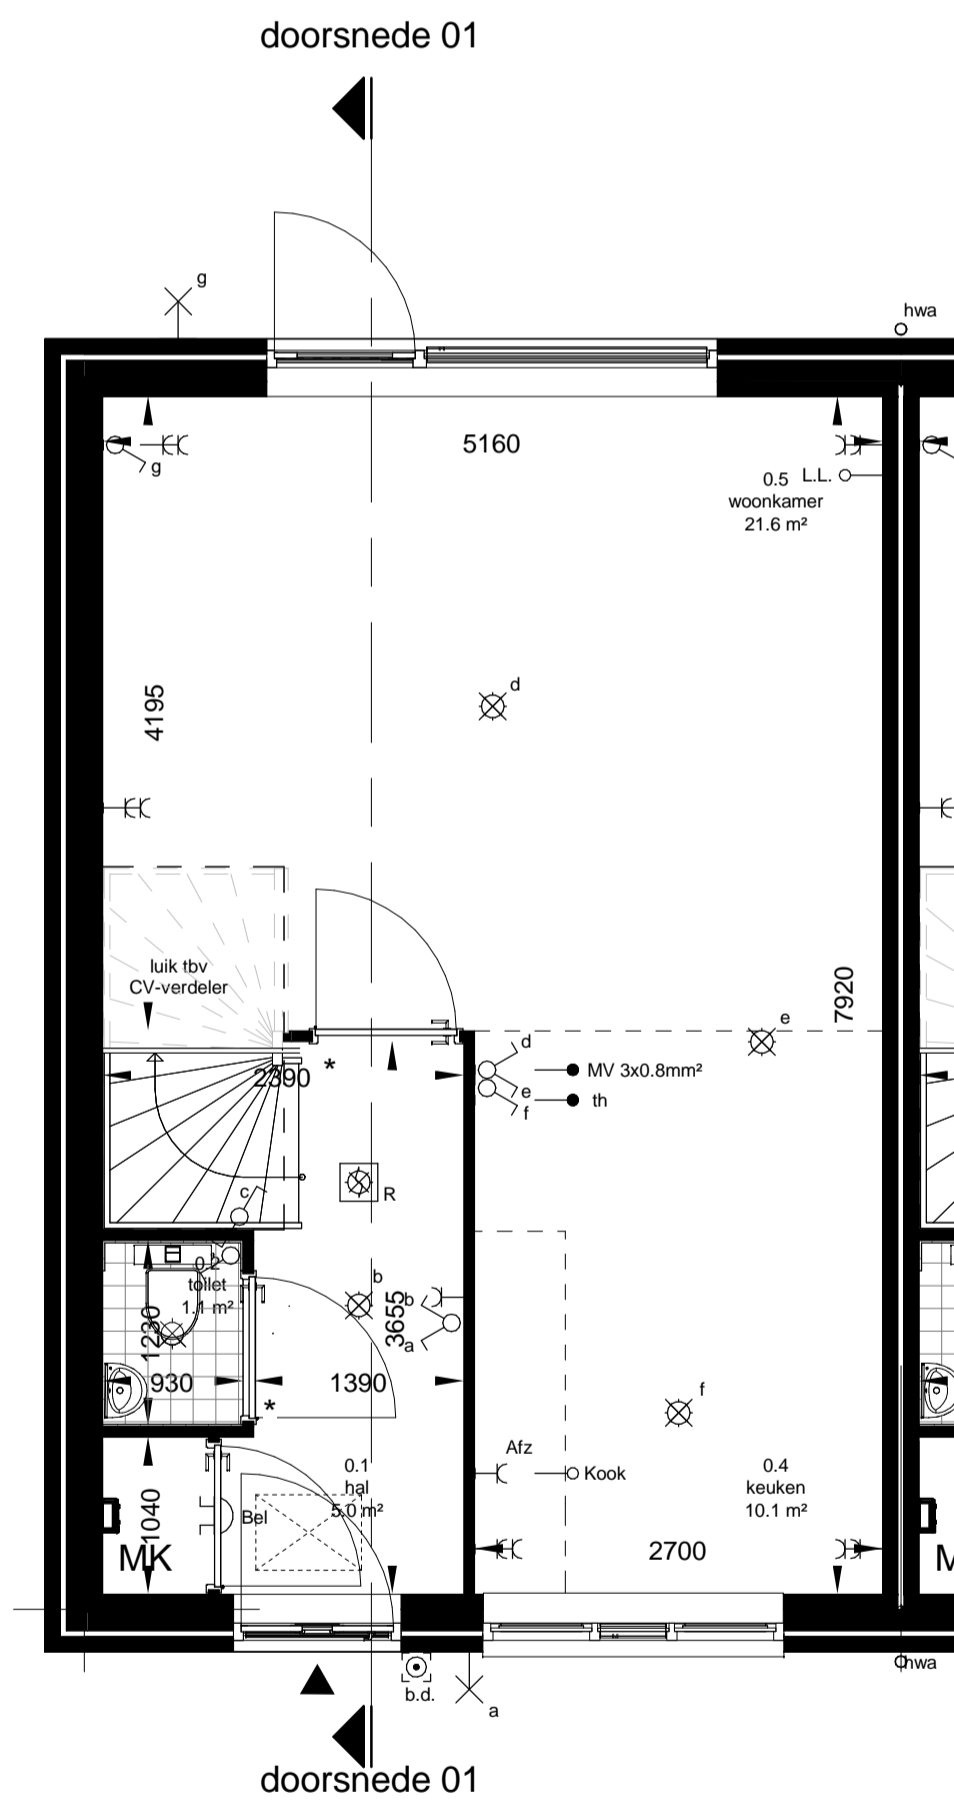 doorsnede 01
g
hwa
g
5160
L.L.
0.5
woonkamer
21.6 m²
d
4195
luik tbv
CV-verdeler
7920
e
d
MV 3x0.8mm²
e
th
f
2390
*
R
c
0.2
toilet
1.1 m²
b
b
3655
a
1230
930
1390
*
f
Afz
Kook
0.1
hal
5.0 m²
0.4
keuken
10.1 m²
Bel
1040
MK
2700
M
hwa
b.d.
a
doorsnede 01